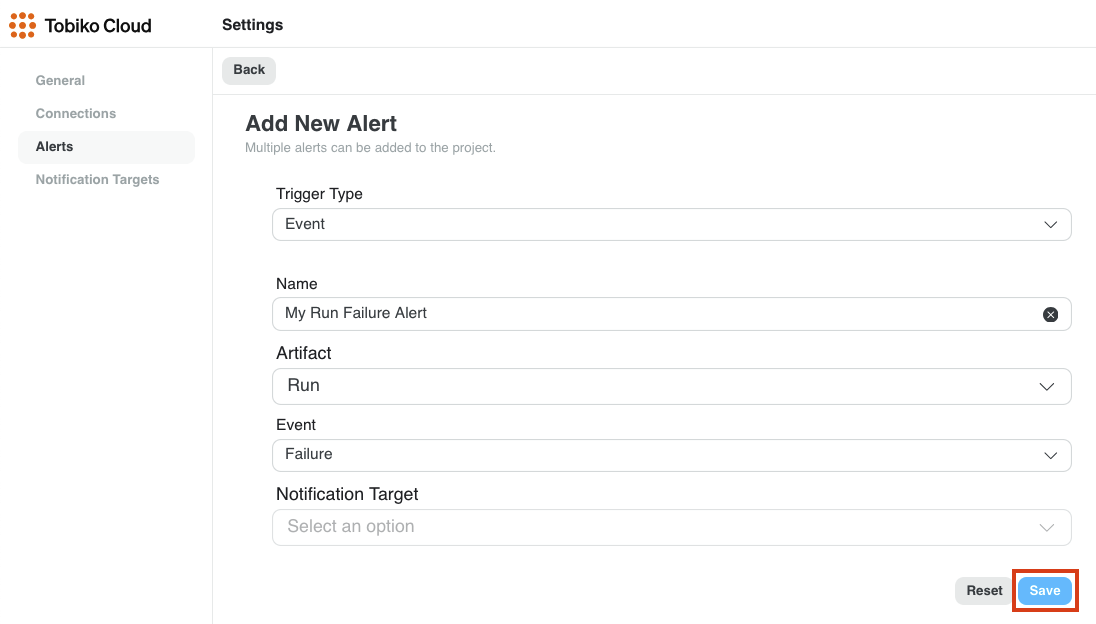 Tobiko Cloud
Settings
General
Connections
Alerts
Notification Targets
Back
Add New Alert
Multiple alerts can be added to the project.
Trigger Type
Event
Name
My Run Failure Alert
Artifact
Run
Event
Failure
Notification Target
Select an option
Reset
Save